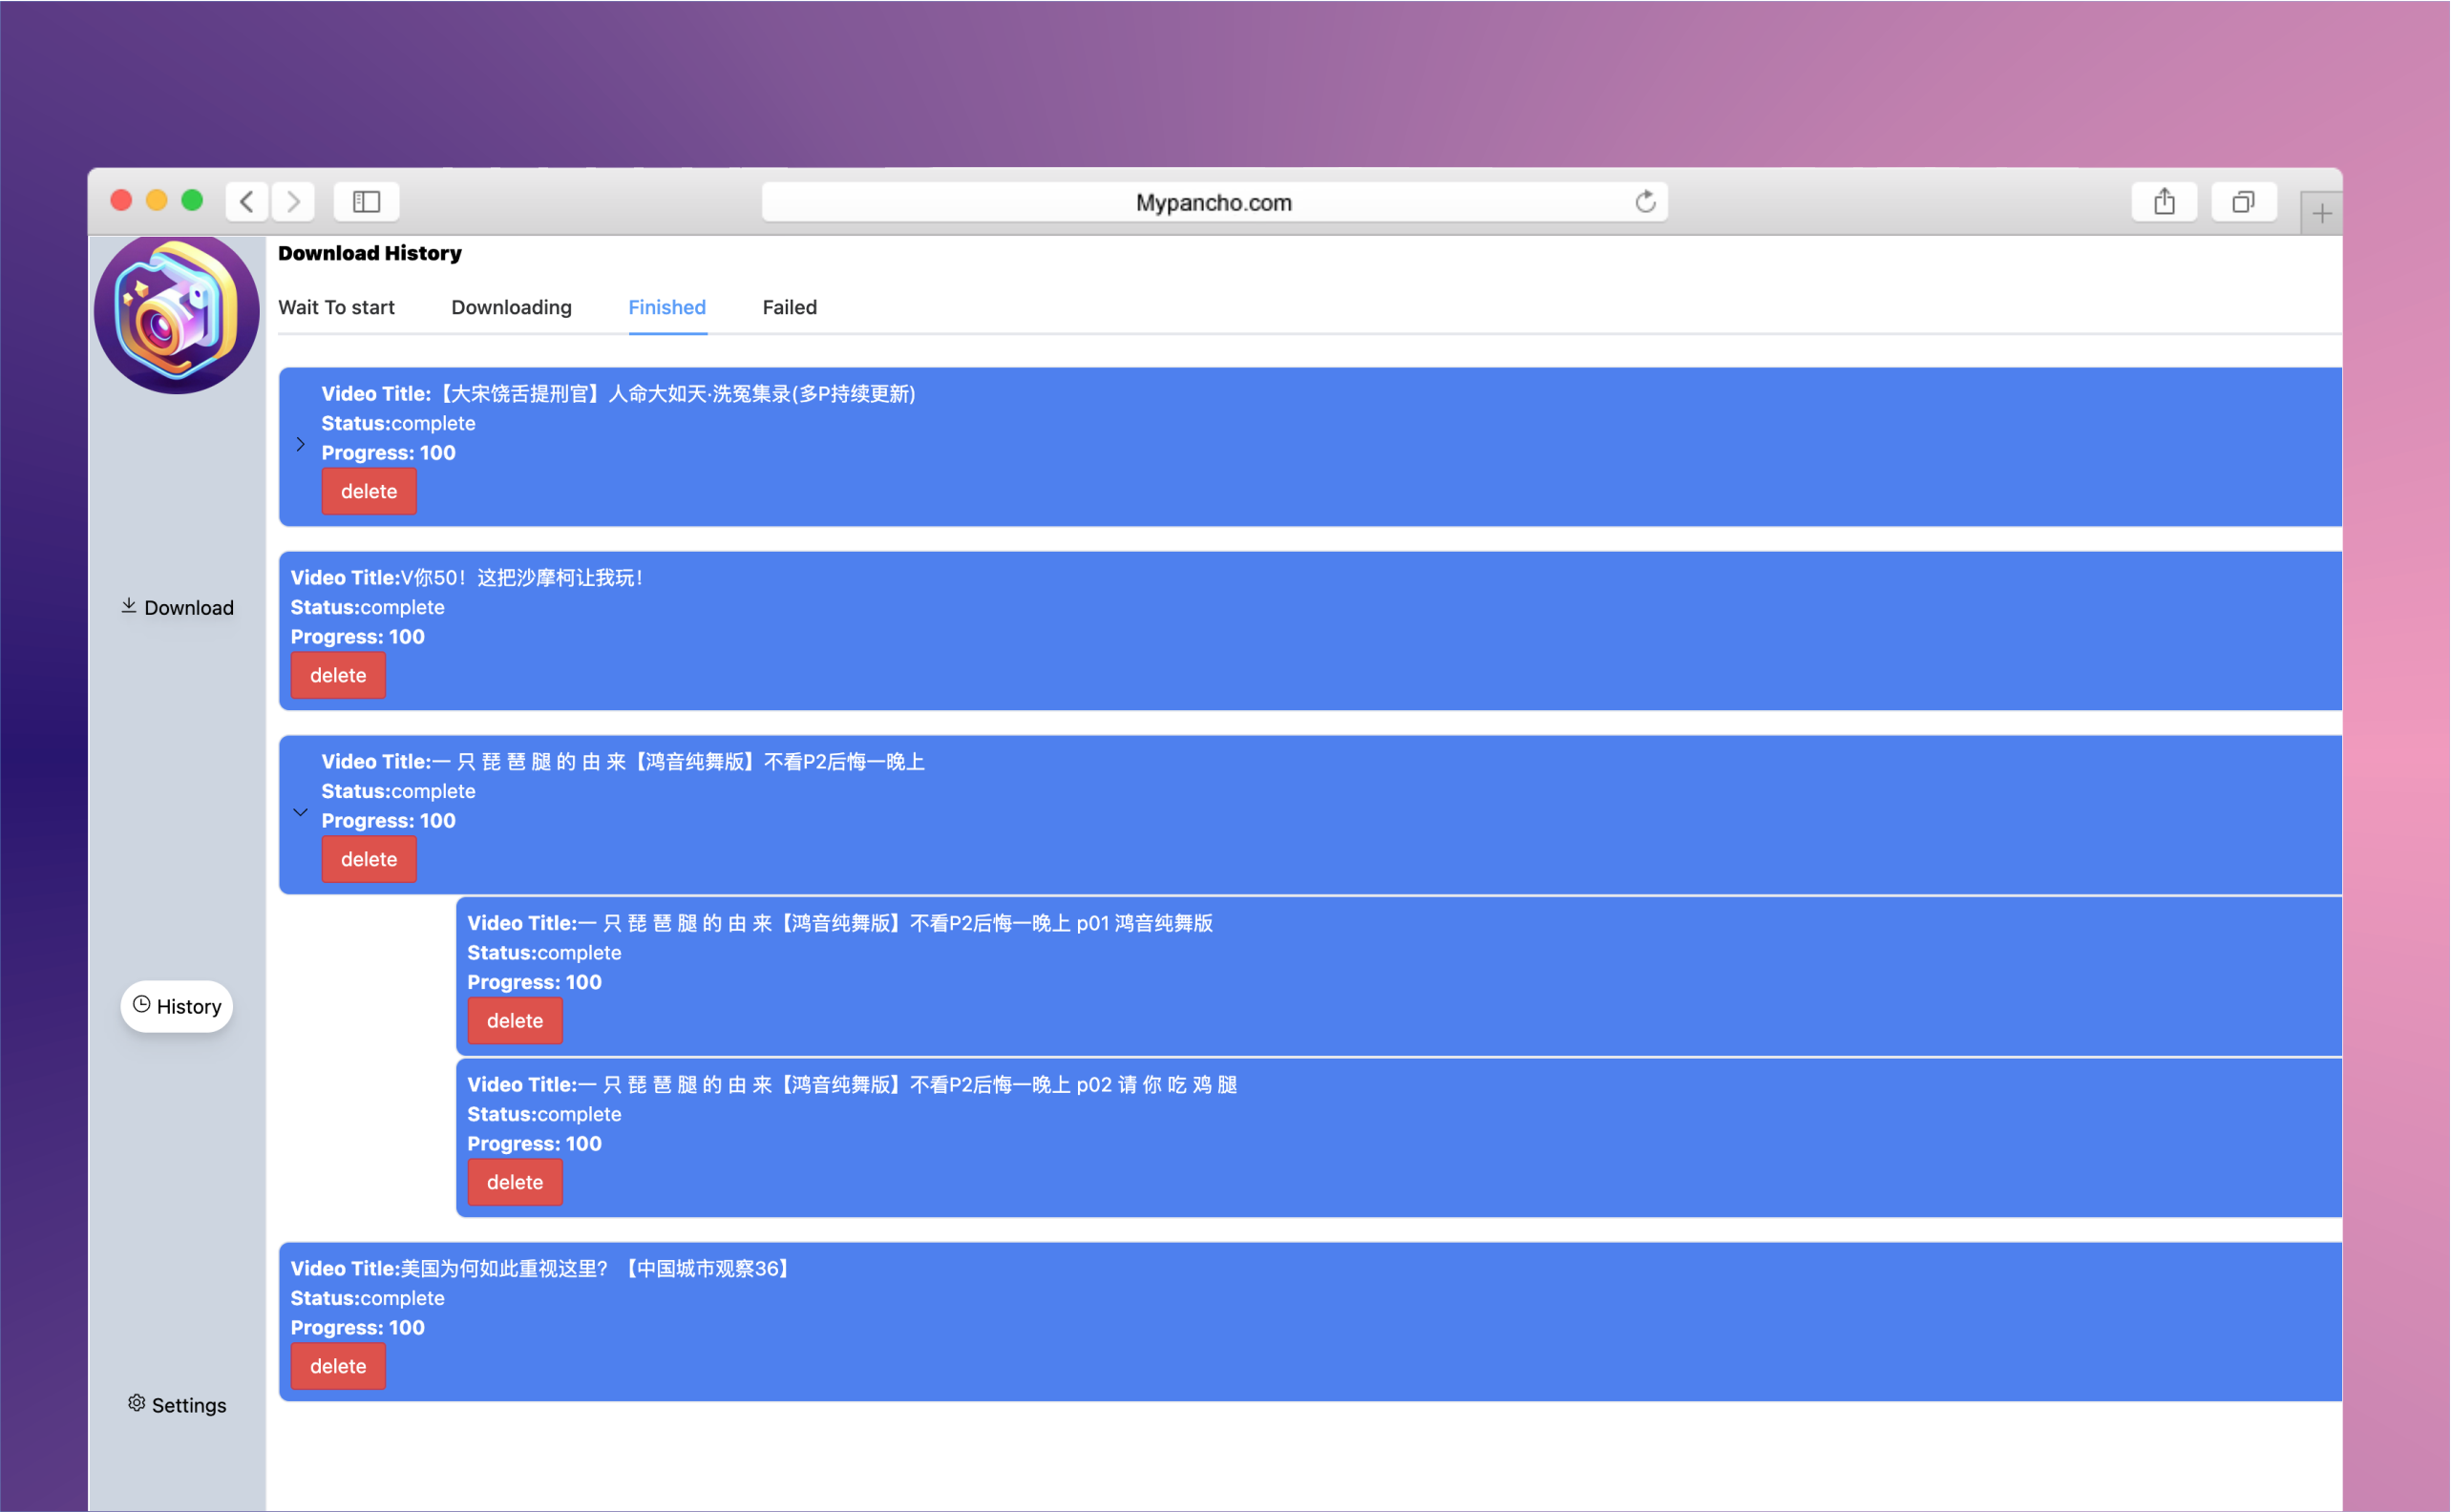 Mypancho.com
Download History
Wait To start
Downloading
Finished
Failed
Video Title:【大宋饶舌提刑官】人命大如天·洗冤集录(多P持续更新)
Status:complete
Progress: 100
delete
Video Title:V你50！这把沙摩柯让我玩！
Status:complete
Progress: 100
delete
Video Title:一 只 琵 琶 腿 的 由 来【鸿音纯舞版】不看P2后悔一晚上
Status:complete
Progress: 100
delete
Video Title:一 只 琵 琶 腿 的 由 来【鸿音纯舞版】不看P2后悔一晚上 p01 鸿音纯舞版
Status:complete
Progress: 100
delete
Video Title:一 只 琵 琶 腿 的 由 来【鸿音纯舞版】不看P2后悔一晚上 p02 请 你 吃 鸡 腿
Status:complete
Progress: 100
delete
Video Title:美国为何如此重视这里？【中国城市观察36】
Status:complete
Progress: 100
delete
Download
History
Settings